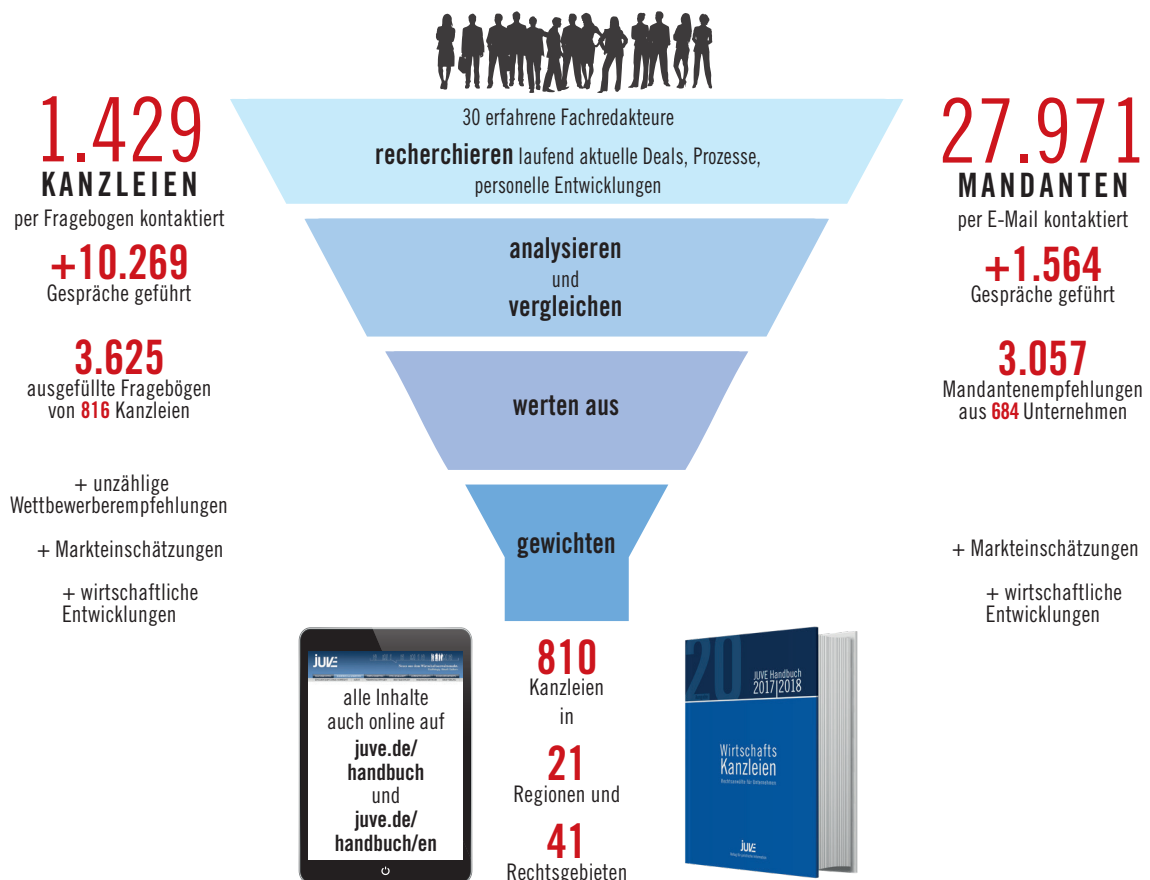 1.429
KANZLEIEN
per Fragebogen kontaktiert
+10.269
Gespräche geführt
3.625
ausgefüllte Fragebögen
von 816 Kanzleien
+ unzählige
Wettbewerberempfehlungen
+ Markteinschätzungen
+ wirtschaftliche
Entwicklungen
30 erfahrene Fachredakteure
recherchieren laufend aktuelle Deals, Prozesse,
personelle Entwicklungen
analysieren
und
vergleichen
werten aus
gewichten
27.971
MANDANTEN
per E-Mail kontaktiert
+1.564
Gespräche geführt
3.057
Mandantenempfehlungen
aus 684 Unternehmen
+ Markteinschätzungen
+ wirtschaftliche
Entwicklungen
JUVE
alle Inhalte
auch online auf
juve.de/
handbuch
und
juve.de/
handbuch/en
810
Kanzleien
in
21
Regionen und
41
Rechtsgebieten
20
JUVE Handbuch
2017|2018
Wirtschafts
Kanzleien
Rechtsanwälte für Unternehmen
JUVE